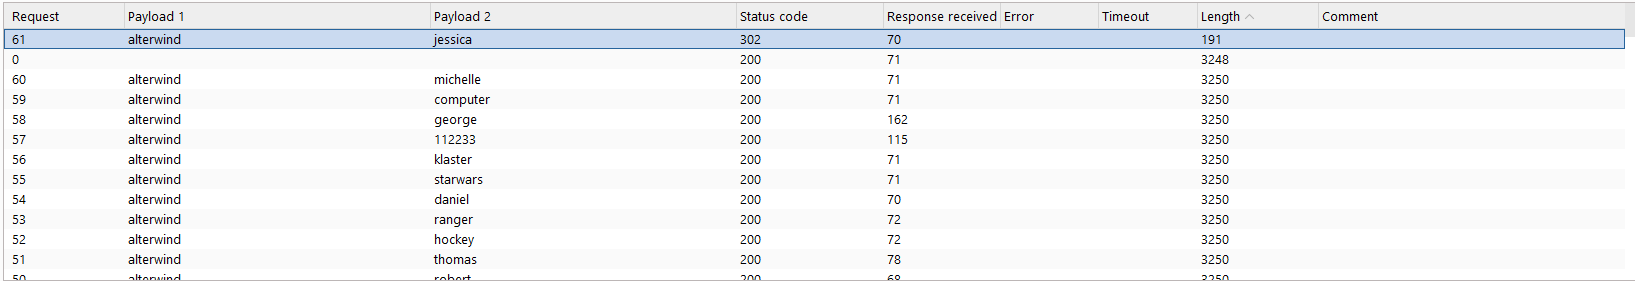 Request Payload 1 Payload 2 Status code Response received Error Timeout Length Comment
61 alterwind jessica 302 70 191
0 200 71 3248
60 alterwind michelle 200 71 3250
59 alterwind computer 200 71 3250
58 alterwind george 200 162 3250
57 alterwind 112233 200 115 3250
56 alterwind klaster 200 71 3250
55 alterwind starwars 200 71 3250
54 alterwind daniel 200 70 3250
53 alterwind ranger 200 72 3250
52 alterwind hockey 200 72 3250
51 alterwind thomas 200 78 3250
50 alterwind robert 200 68 3250